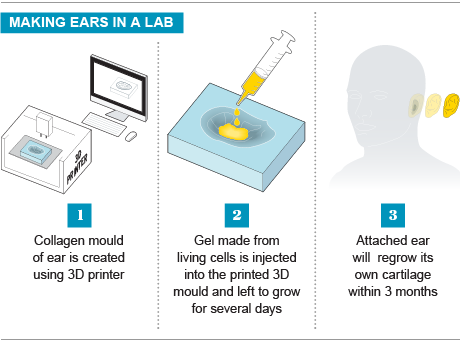 MAKING EARS IN A LAB
3D
PRINTER
1
Collagen mould
of ear is created
using 3D printer
2
Gel made from
living cells is injected
into the printed 3D
mould and left to grow
for several days
3
Attached ear
will regrow its
own cartilage
within 3 months